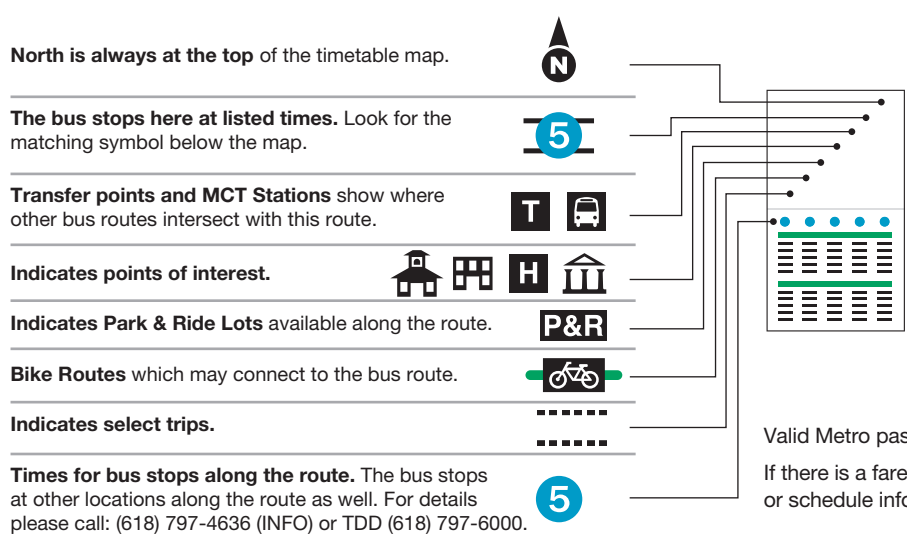 North is always at the top of the timetable map.
N
The bus stops here at listed times. Look for the
matching symbol below the map.
5
Transfer points and MCT Stations show where
other bus routes intersect with this route.
T
Indicates points of interest.
H
Indicates Park & Ride Lots available along the route.
P&R
Bike Routes which may connect to the bus route.
Indicates select trips.
Times for bus stops along the route. The bus stops
at other locations along the route as well. For details
please call: (618) 797-4636 (INFO) or TDD (618) 797-6000.
5
Valid Metro pas
If there is a fare
or schedule info